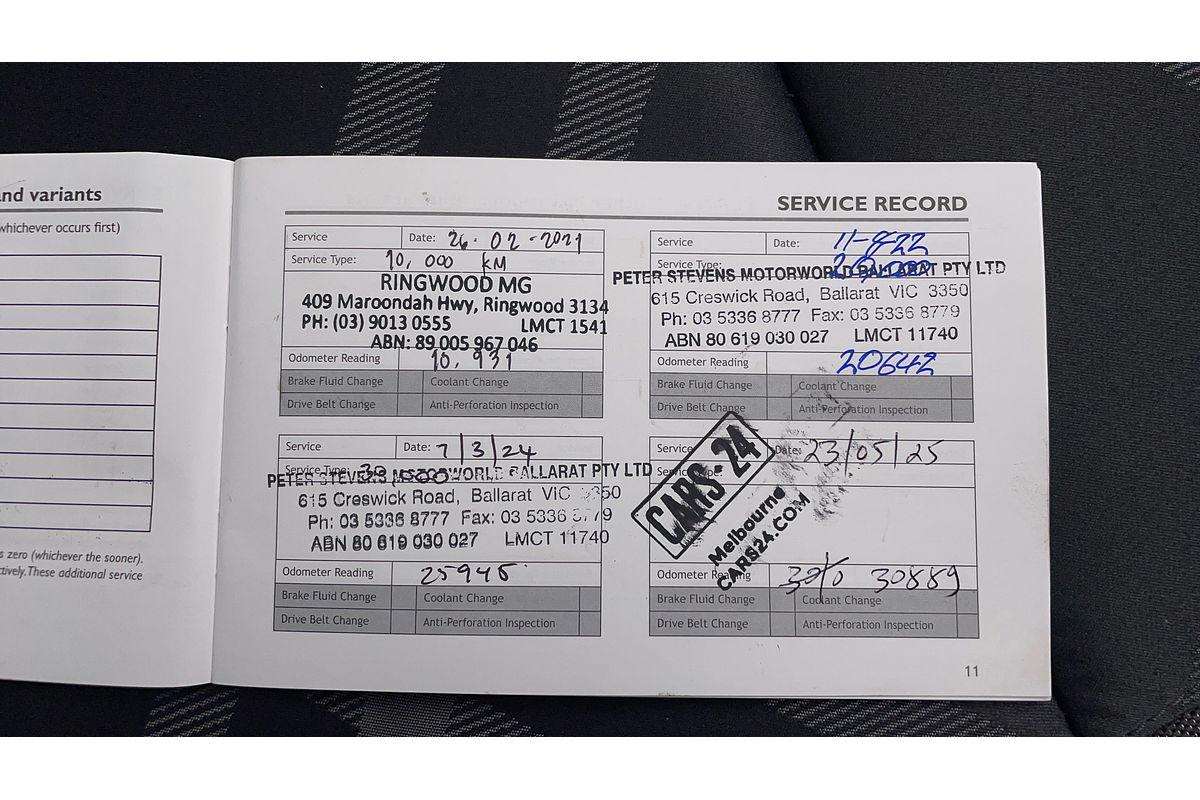 and variants
whichever occurs first)
s zero (whichever the sooner).
tively.These additional service
SERVICE RECORD
Service Date: 26-02-2021
Service Type: 10,000 KM
RINGWOOD MG
409 Maroondah Hwy, Ringwood 3134
PH: (03) 9013 0555 LMCT 1541
ABN: 89 005 967 046
Odometer Reading 10,931
Brake Fluid Change Coolant Change
Drive Belt Change Anti-Perforation Inspection
Service Date:
Service Type: 20,000
PETER STEVENS MOTORWORLD BALLARAT PTY LTD
615 Creswick Road, Ballarat VIC 3350
Ph: 03 5336 8777 Fax: 03 5336 8779
ABN 80 619 030 027 LMCT 11740
Odometer Reading 20642
Brake Fluid Change Coolant Change
Drive Belt Change Anti-Perforation Inspection
Service Date: 7/3/24
Service Type: 30
PETER STEVENS MOTORWORLD BALLARAT PTY LTD
615 Creswick Road, Ballarat VIC 3350
Ph: 03 5336 8777 Fax: 03 5336 8779
ABN 80 619 030 027 LMCT 11740
Odometer Reading 25945
Brake Fluid Change Coolant Change
Drive Belt Change Anti-Perforation Inspection
Service Date: 23/05/25
Service Type:
CARS-24
Melbourne
CARS24.COM
Odometer Reading 30889
Brake Fluid Change Coolant Change
Drive Belt Change Anti-Perforation Inspection
11